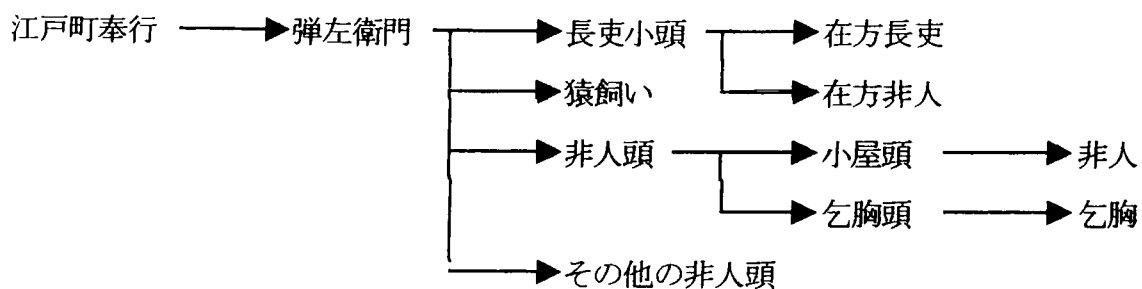 江戸町奉行 弾左衛門 長吏小頭 在方長吏
猿飼い 在方非人
非人頭 小屋頭 非人
乞胸頭 乞胸
その他の非人頭